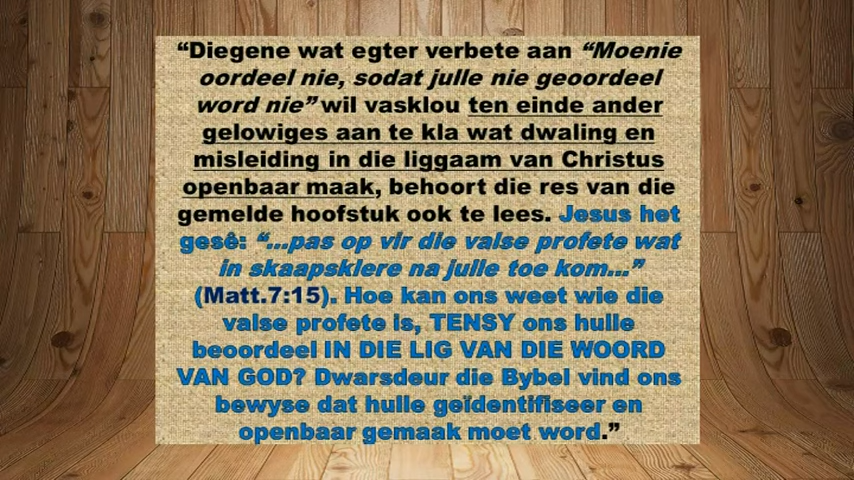 “Diegene wat egter verbete aan “Moenie
oordeel nie, sodat julle nie geoordeel
word nie” wil vasklou ten einde ander
gelowiges aan te kla wat dwaling en
misleiding in die liggaam van Christus
openbaar maak, behoort die res van die
gemelde hoofstuk ook te lees. Jesus het
gesê: “...pas op vir die valse profete wat
in skaapsklere na julle toe kom...”
(Matt.7:15). Hoe kan ons weet wie die
valse profete is, TENSY ons hulle
beoordeel IN DIE LIG VAN DIE WOORD
VAN GOD? Dwarsdeur die Bybel vind ons
bewyse dat hulle geïdentifiseer en
openbaar gemaak moet word.”